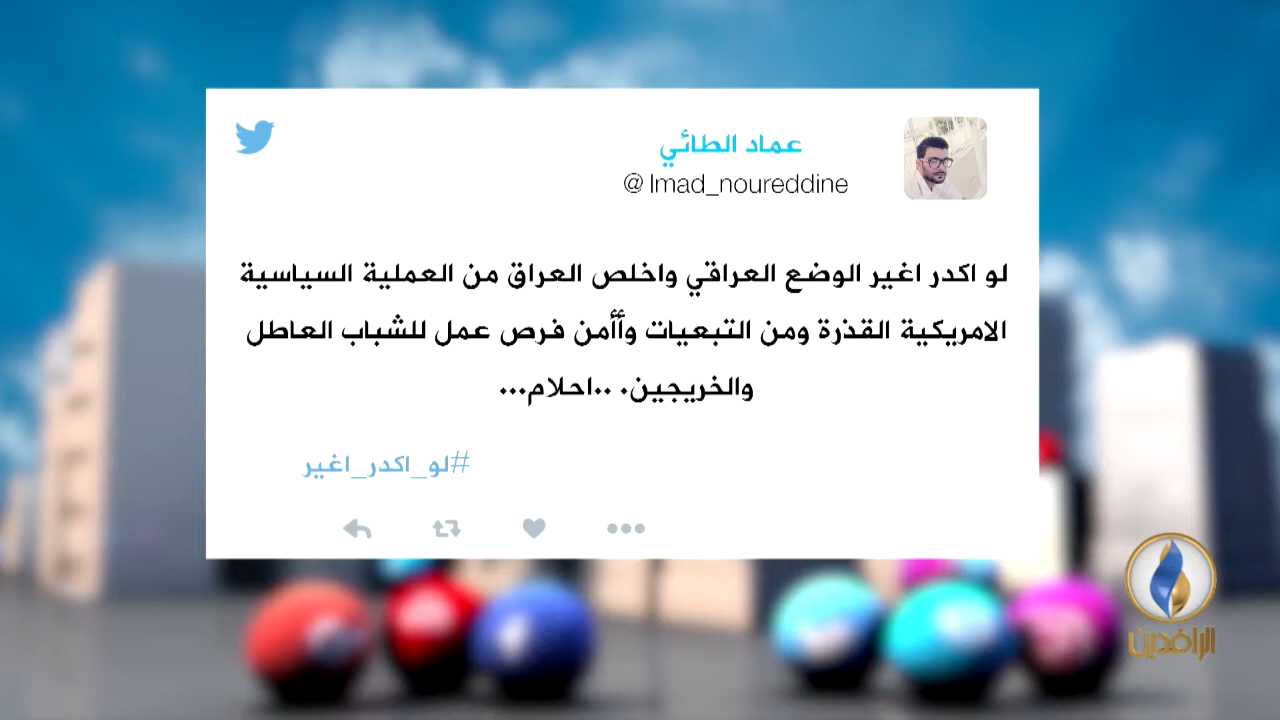 عماد الطائي
@Imad_noureddine
لو اكدر اغير الوضع العراقي واخلص العراق من العملية السياسية
الامريكية القذرة ومن التبعيات وأأمن فرص عمل للشباب العاطل
والخريجين. ..احلام...
#لو_اكدر_اغير
الرافدين